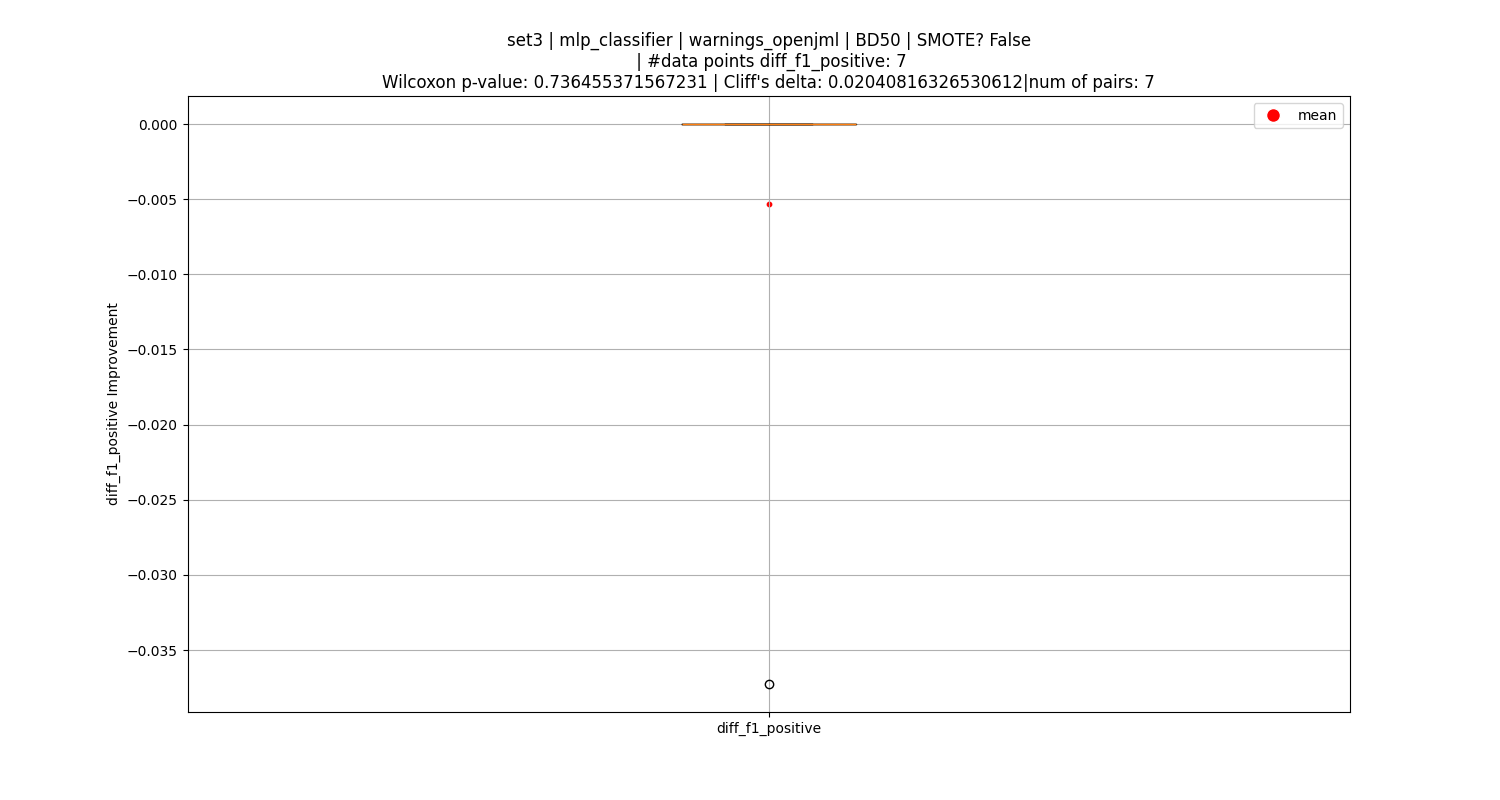 set3 | mlp_classifier | warnings_openjml | BD50 | SMOTE? False
| #data points diff_f1_positive: 7
Wilcoxon p-value: 0.736455371567231 | Cliff's delta: 0.02040816326530612|num of pairs: 7
mean
0.000
−0.005
−0.010
−0.015
−0.020
−0.025
−0.030
−0.035
diff_f1_positive Improvement
diff_f1_positive